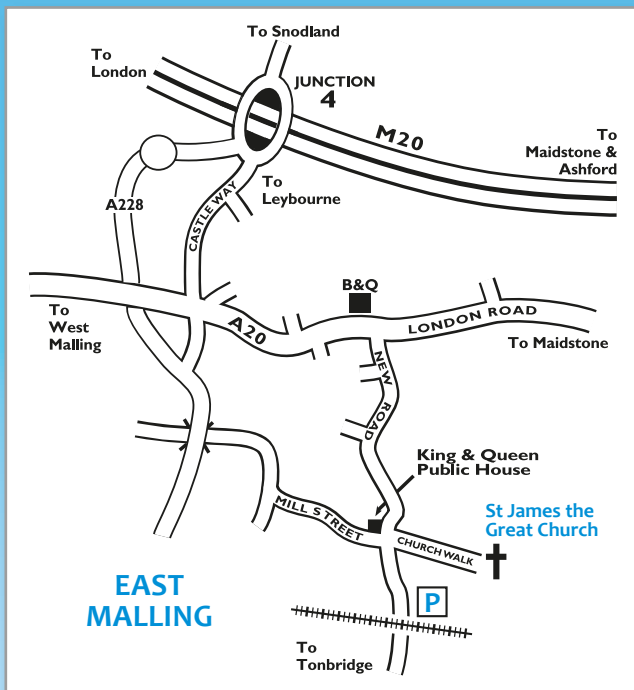 To Snodland
To
London
JUNCTION
4
M20
To
Maidstone &
Ashford
To
Leybourne
A228
CASTLE WAY
B&Q
To
West
Malling
A20
LONDON ROAD
To Maidstone
NEW
ROAD
King & Queen
Public House
MILL STREET
St James the
Great Church
CHURCH WALK
EAST
MALLING
P
To
Tonbridge